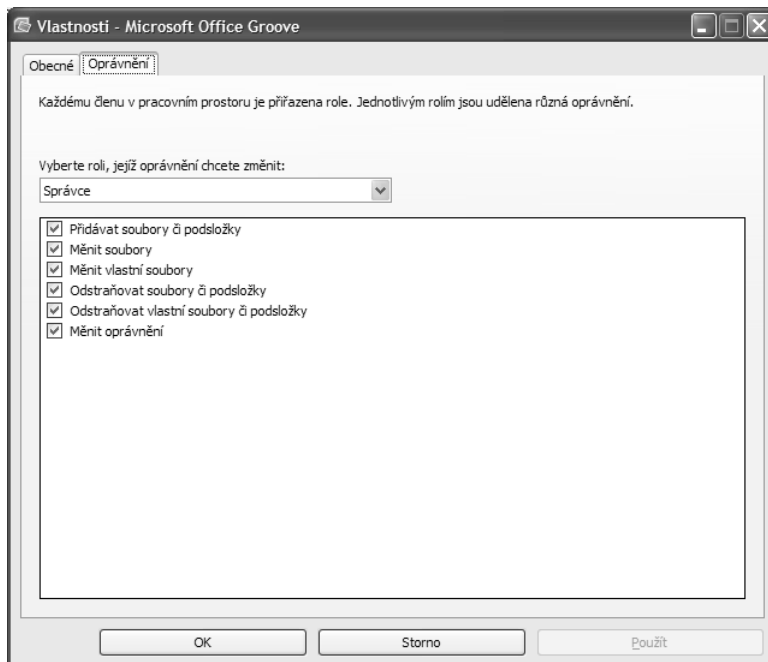 Vlastnosti - Microsoft Office Groove
Obecné
Oprávnění
Každému členu v pracovním prostoru je přiřazena role. Jednotlivým rolím jsou udělena různá oprávnění.
Vyberte roli, jejíž oprávnění chcete změnit:
Správce
Přidávat soubory či podsložky
Měnit soubory
Měnit vlastní soubory
Odstraňovat soubory či podsložky
Odstraňovat vlastní soubory či podsložky
Měnit oprávnění
OK
Storno
Použít